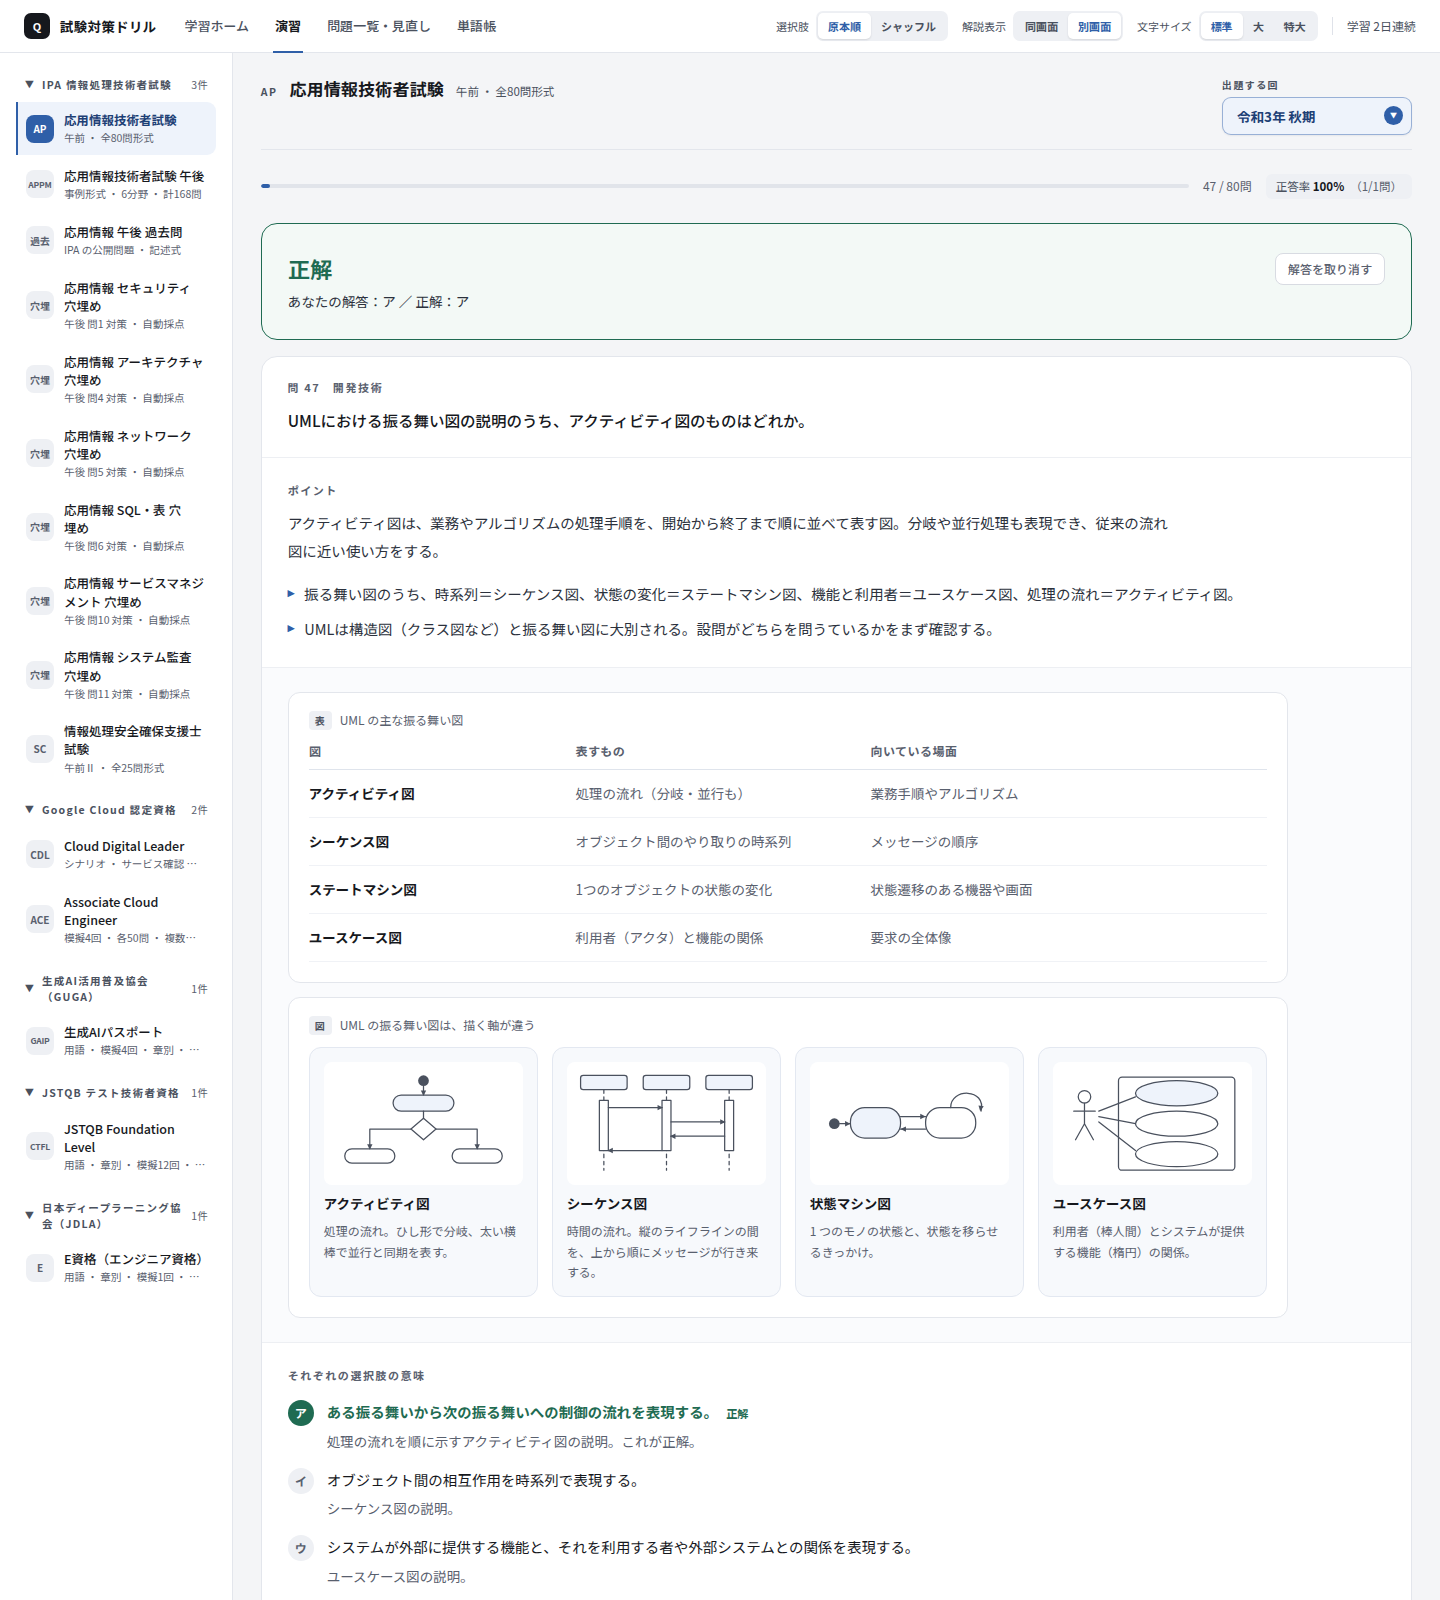 Q 試験対策ドリル 学習ホーム 演習 問題一覧・見直し 単語帳 選択肢 原本順 シャッフル 解説表示 同画面 別画面 文字サイズ 標準 大 特大 学習 2日連続
▼ IPA 情報処理技術者試験 3件
AP 応用情報技術者試験
午前 ・ 全80問形式
APPM 応用情報技術者試験 午後
事例形式 ・ 6分野 ・ 計168問
過去 応用情報 午後 過去問
IPA の公開問題 ・ 記述式
穴埋 応用情報 セキュリティ
穴埋め
午後 問1 対策 ・ 自動採点
穴埋 応用情報 アーキテクチャ
穴埋め
午後 問4 対策 ・ 自動採点
穴埋 応用情報 ネットワーク
穴埋め
午後 問5 対策 ・ 自動採点
穴埋 応用情報 SQL・表 穴
埋め
午後 問6 対策 ・ 自動採点
穴埋 応用情報 サービスマネジ
メント 穴埋め
午後 問10 対策 ・ 自動採点
穴埋 応用情報 システム監査
穴埋め
午後 問11 対策 ・ 自動採点
SC 情報処理安全確保支援士
試験
午前 II ・ 全25問形式
▼ Google Cloud 認定資格 2件
CDL Cloud Digital Leader
シナリオ ・ サービス確認 …
ACE Associate Cloud
Engineer
模擬4回 ・ 各50問 ・ 複数…
▼ 生成AI活用普及協会
（GUGA） 1件
GAIP 生成AIパスポート
用語 ・ 模擬4回 ・ 章別 ・ …
▼ JSTQB テスト技術者資格 1件
CTFL JSTQB Foundation
Level
用語 ・ 章別 ・ 模擬12回 ・ …
▼ 日本ディープラーニング協
会（JDLA） 1件
E E資格（エンジニア資格）
用語 ・ 章別 ・ 模擬1回 ・ …
AP 応用情報技術者試験 午前 ・ 全80問形式
出題する回
令和3年 秋期 ▼
47 / 80問 正答率 100% （1/1問）
正解
解答を取り消す
あなたの解答：ア ／ 正解：ア
問 47 開発技術
UMLにおける振る舞い図の説明のうち、アクティビティ図のものはどれか。
ポイント
アクティビティ図は、業務やアルゴリズムの処理手順を、開始から終了まで順に並べて表す図。分岐や並行処理も表現でき、従来の流れ
図に近い使い方をする。
▶ 振る舞い図のうち、時系列＝シーケンス図、状態の変化＝ステートマシン図、機能と利用者＝ユースケース図、処理の流れ＝アクティビティ図。
▶ UMLは構造図（クラス図など）と振る舞い図に大別される。設問がどちらを問うているかをまず確認する。
表 UML の主な振る舞い図
図 表すもの 向いている場面
アクティビティ図 処理の流れ（分岐・並行も） 業務手順やアルゴリズム
シーケンス図 オブジェクト間のやり取りの時系列 メッセージの順序
ステートマシン図 1つのオブジェクトの状態の変化 状態遷移のある機器や画面
ユースケース図 利用者（アクタ）と機能の関係 要求の全体像
図 UML の振る舞い図は、描く軸が違う
アクティビティ図
処理の流れ。ひし形で分岐、太い横
棒で並行と同期を表す。
シーケンス図
時間の流れ。縦のライフラインの間
を、上から順にメッセージが行き来
する。
状態マシン図
1 つのモノの状態と、状態を移らせ
るきっかけ。
ユースケース図
利用者（棒人間）とシステムが提供
する機能（楕円）の関係。
それぞれの選択肢の意味
ア ある振る舞いから次の振る舞いへの制御の流れを表現する。 正解
処理の流れを順に示すアクティビティ図の説明。これが正解。
イ オブジェクト間の相互作用を時系列で表現する。
シーケンス図の説明。
ウ システムが外部に提供する機能と、それを利用する者や外部システムとの関係を表現する。
ユースケース図の説明。